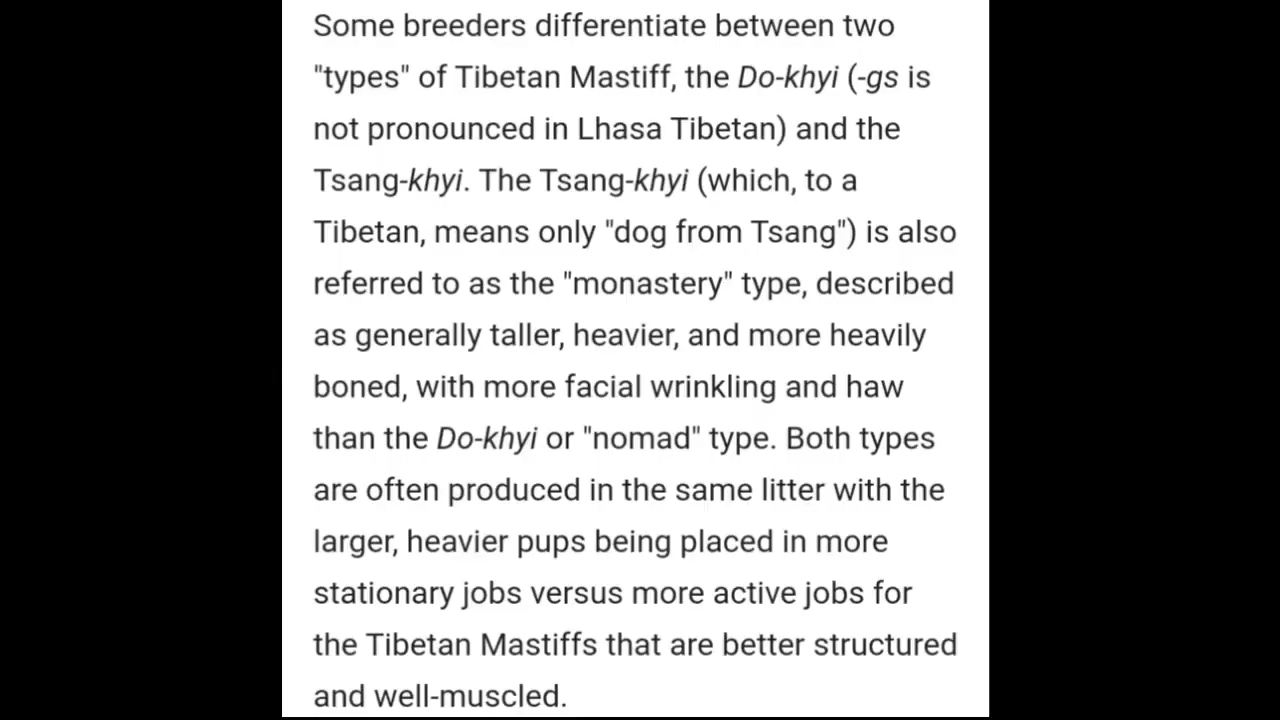 Some breeders differentiate between two
"types" of Tibetan Mastiff, the Do-khyi (-gs is
not pronounced in Lhasa Tibetan) and the
Tsang-khyi. The Tsang-khyi (which, to a
Tibetan, means only "dog from Tsang") is also
referred to as the "monastery" type, described
as generally taller, heavier, and more heavily
boned, with more facial wrinkling and haw
than the Do-khyi or "nomad" type. Both types
are often produced in the same litter with the
larger, heavier pups being placed in more
stationary jobs versus more active jobs for
the Tibetan Mastiffs that are better structured
and well-muscled.